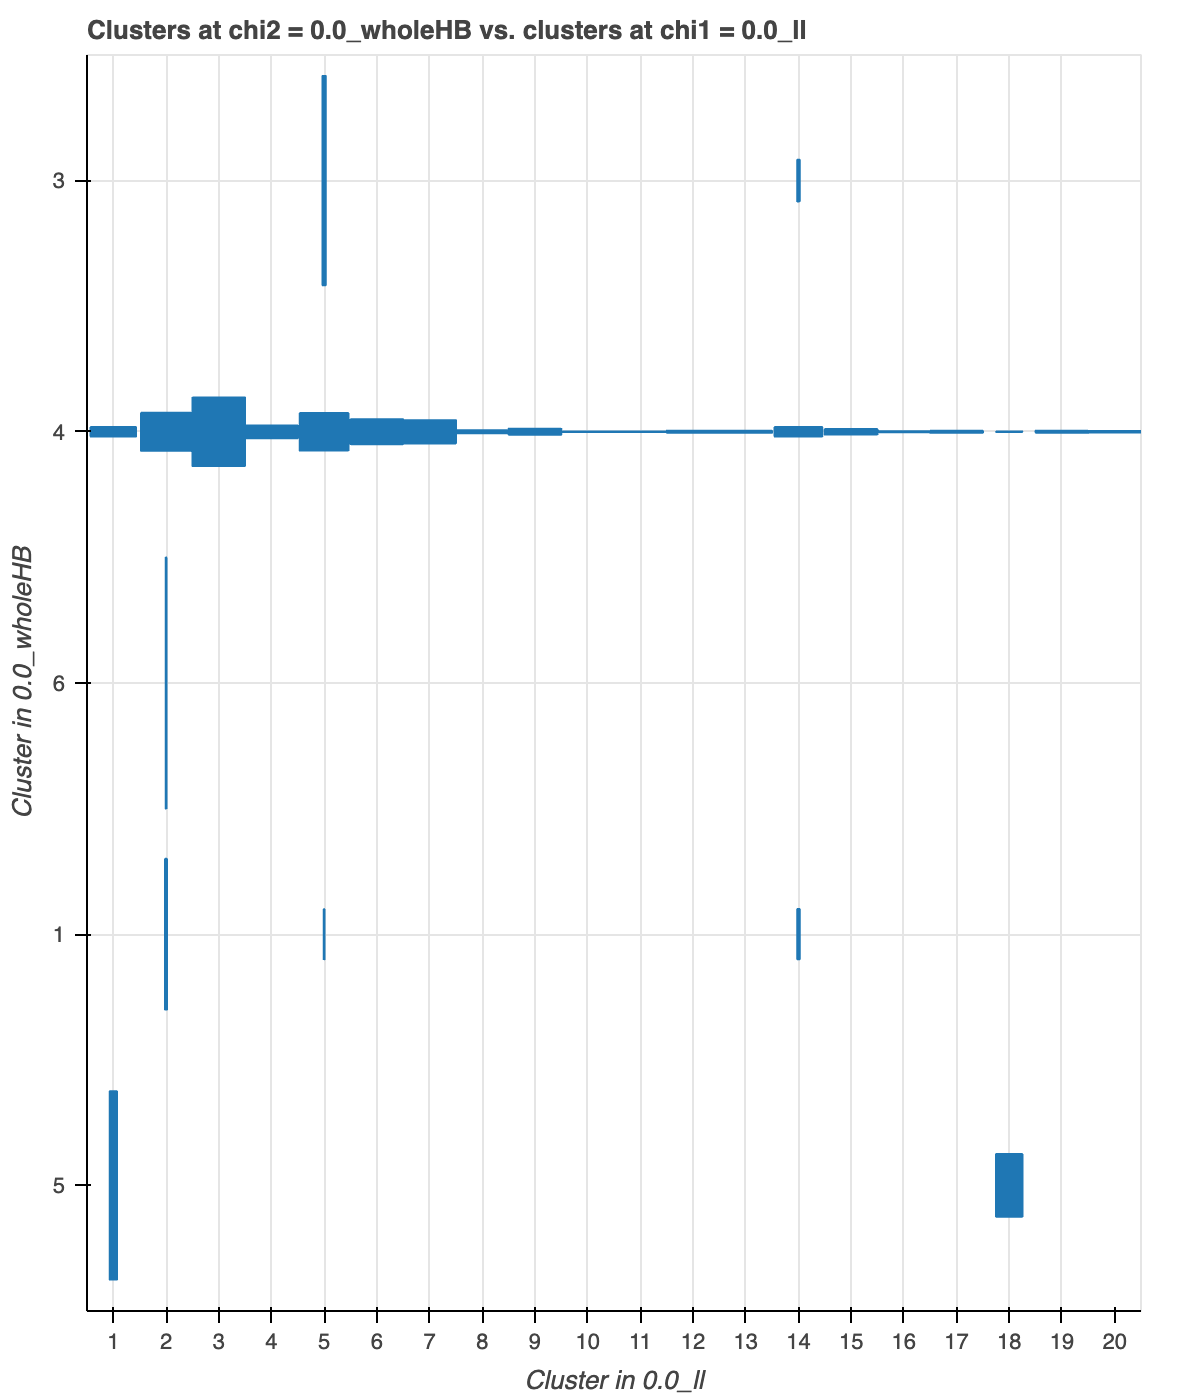 Clusters at chi2 = 0.0_wholeHB vs. clusters at chi1 = 0.0_ll
3
4
6
1
5
Cluster in 0.0_wholeHB
1 2 3 4 5 6 7 8 9 10 11 12 13 14 15 16 17 18 19 20
Cluster in 0.0_ll